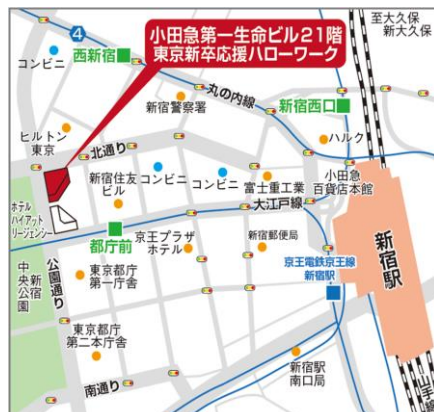 小田急第一生命ビル21階
東京新卒応援ハローワーク
至大久保
新大久保
4
西新宿
コンビニ
丸の内線
新宿西口
新宿警察署
ヒルトン
東京
北通り
ハルク
小田急
百貨店本館
新宿住友
ビル
コンビニ
コンビニ
富士重工業
大江戸線
ホテル
ハイアット
リージェンシー
都庁前
京王プラザ
ホテル
新宿郵便局
京王電鉄京王線
新宿駅
新宿駅
新宿
中央公園
公園通り
東京都庁
第一庁舎
東京都庁
第二本庁舎
南通り
新宿駅
南口局
山手線